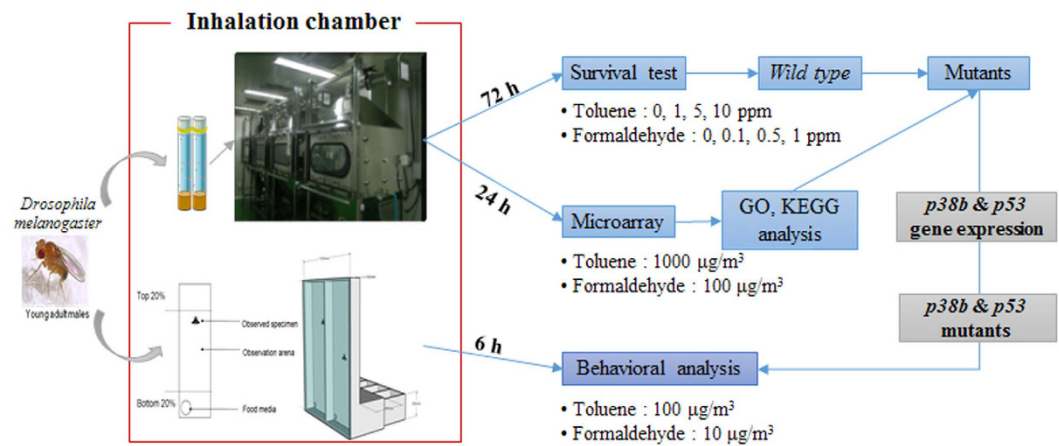 Inhalation chamber
Drosophila
melanogaster
Young adult males
72 h
Survival test
Wild type
Mutants
• Toluene : 0, 1, 5, 10 ppm
• Formaldehyde : 0, 0.1, 0.5, 1 ppm
24 h
Microarray
GO, KEGG
analysis
• Toluene : 1000 μg/m³
• Formaldehyde : 100 μg/m³
p38b & p53
gene expression
p38b & p53
mutants
Top 20%
Observed specimen
Observation arena
Bottom 20%
Food media
6 h
Behavioral analysis
• Toluene : 100 μg/m³
• Formaldehyde : 10 μg/m³